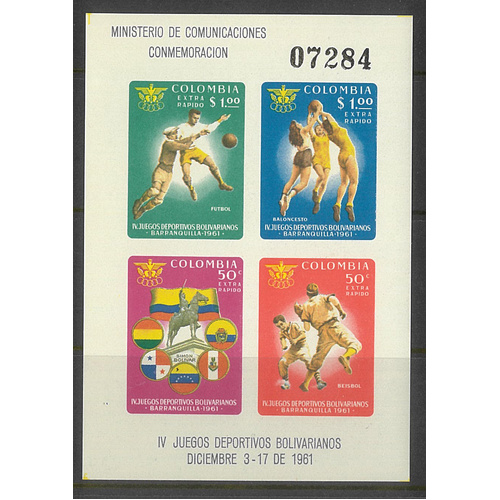 MINISTERIO DE COMUNICACIONES
CONMEMORACION
07284
COLOMBIA
EXTRA
RAPIDO
$ 1.00
FUTBOL
IV JUEGOS DEPORTIVOS BOLIVARIANOS
- BARRANQUILLA-1961 -
COLOMBIA
$ 1.00
EXTRA
RAPIDO
BALONCESTO
IV. JUEGOS DEPORTIVOS BOLIVARIANOS
- BARRANQUILLA-1961 -
COLOMBIA
50c
EXTRA
RAPIDO
SIMON
BOLIVAR
IV. JUEGOS DEPORTIVOS BOLIVARIANOS
- BARRANQUILLA-1961 -
COLOMBIA
50c
EXTRA
RAPIDO
BEISBOL
IV. JUEGOS DEPORTIVOS BOLIVARIANOS
- BARRANQUILLA-1961 -
IV JUEGOS DEPORTIVOS BOLIVARIANOS
DICIEMBRE 3-17 DE 1961